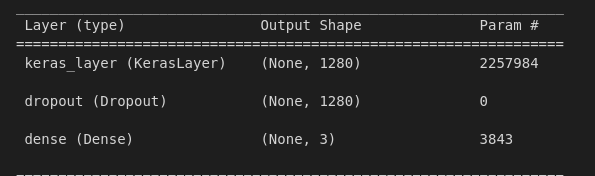 Layer (type) Output Shape Param #
keras_layer (KerasLayer) (None, 1280) 2257984
dropout (Dropout) (None, 1280) 0
dense (Dense) (None, 3) 3843